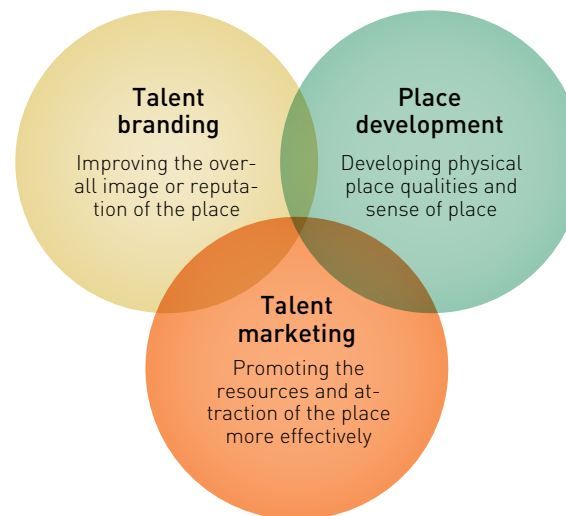 Talent
branding
Improving the over-
all image or reputa-
tion of the place
Place
development
Developing physical
place qualities and
sense of place
Talent
marketing
Promoting the
resources and at-
traction of the place
more effectively